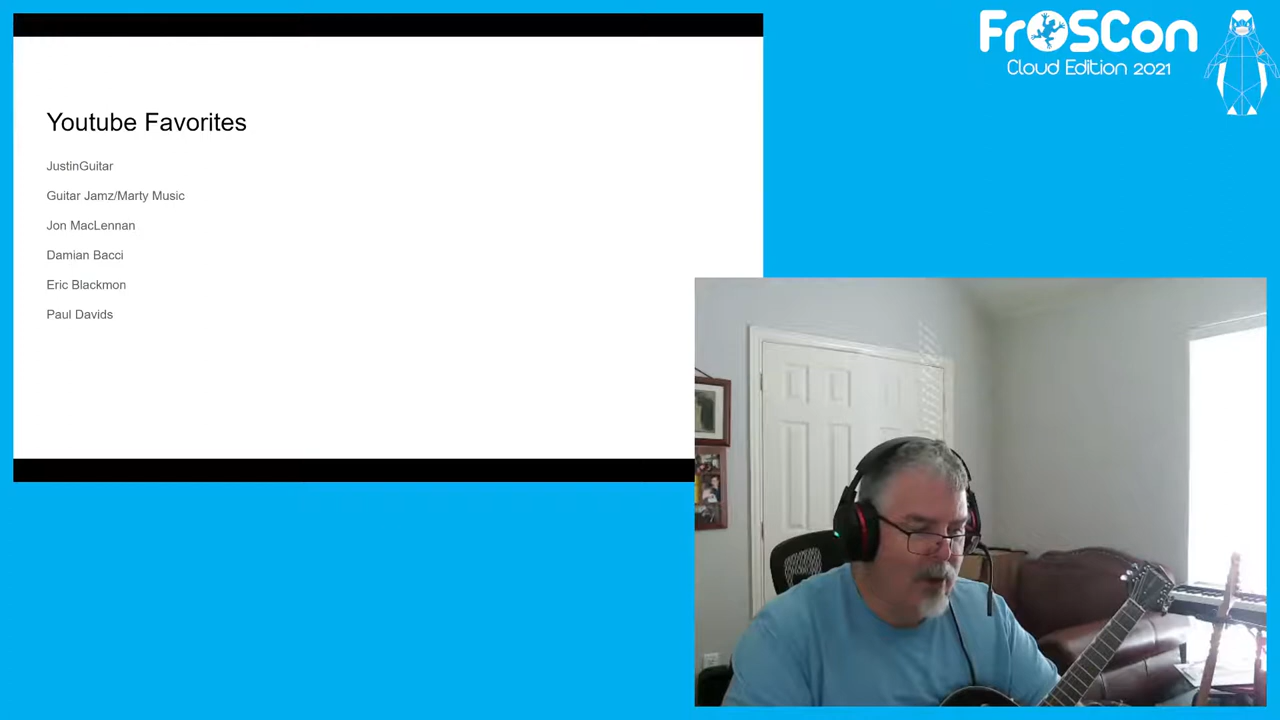 Youtube Favorites
JustinGuitar
Guitar Jamz/Marty Music
Jon MacLennan
Damian Bacci
Eric Blackmon
Paul Davids
FrOSCon
Cloud Edition 2021